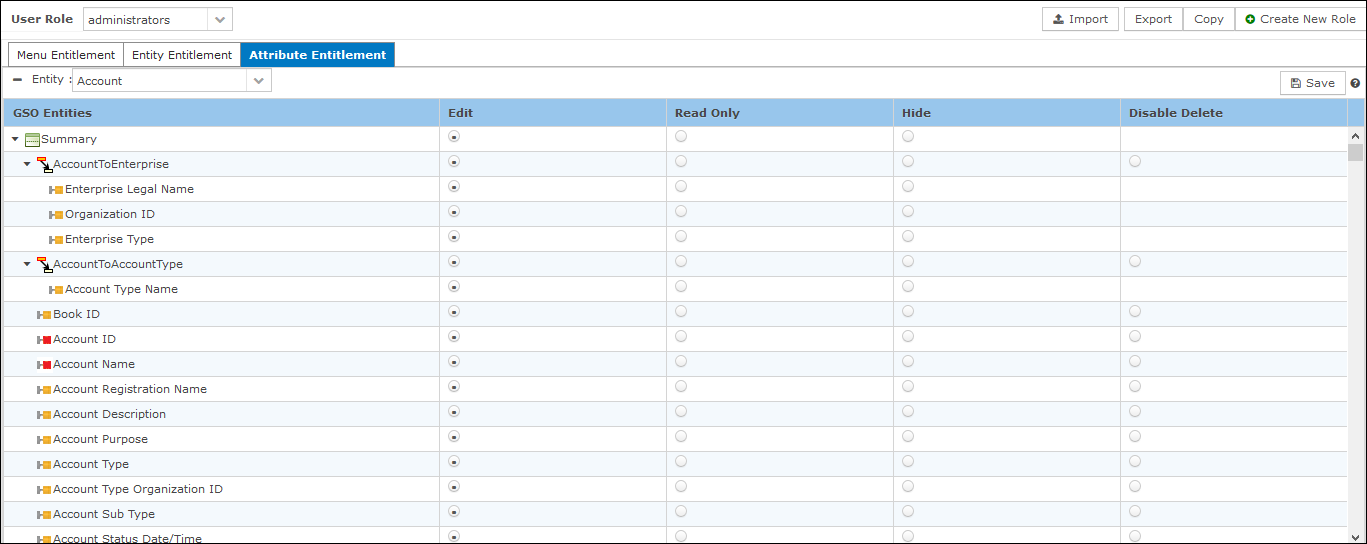 User Role administrators Import Export Copy Create New Role
Menu Entitlement Entity Entitlement Attribute Entitlement
Entity : Account Save
GSO Entities Edit Read Only Hide Disable Delete
Summary
AccountToEnterprise
Enterprise Legal Name
Organization ID
Enterprise Type
AccountToAccountType
Account Type Name
Book ID
Account ID
Account Name
Account Registration Name
Account Description
Account Purpose
Account Type
Account Type Organization ID
Account Sub Type
Account Status Date/Time